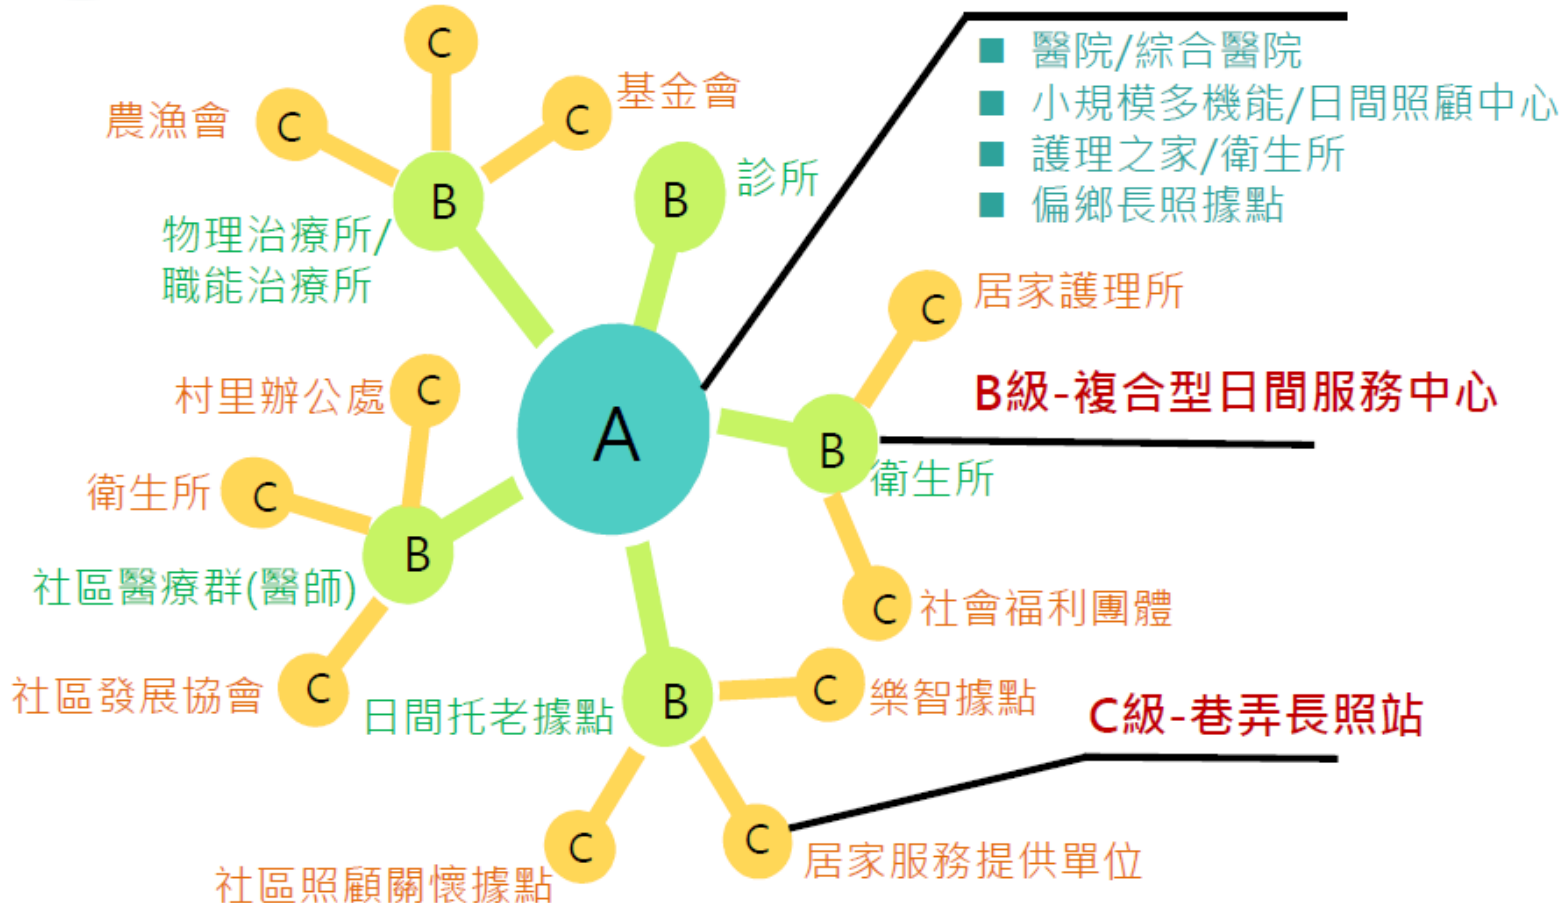 C
基金會
農漁會
C
C
B
物理治療所/
職能治療所
B
診所
■ 醫院/綜合醫院
■ 小規模多機能/日間照顧中心
■ 護理之家/衛生所
■ 偏鄉長照據點
C
居家護理所
B級-複合型日間服務中心
A
B
衛生所
村里辦公處
C
衛生所
C
B
社區醫療群(醫師)
C
社會福利團體
社區發展協會
C
日間托老據點
B
C
樂智據點
C級-巷弄長照站
C
社區照顧關懷據點
C
居家服務提供單位